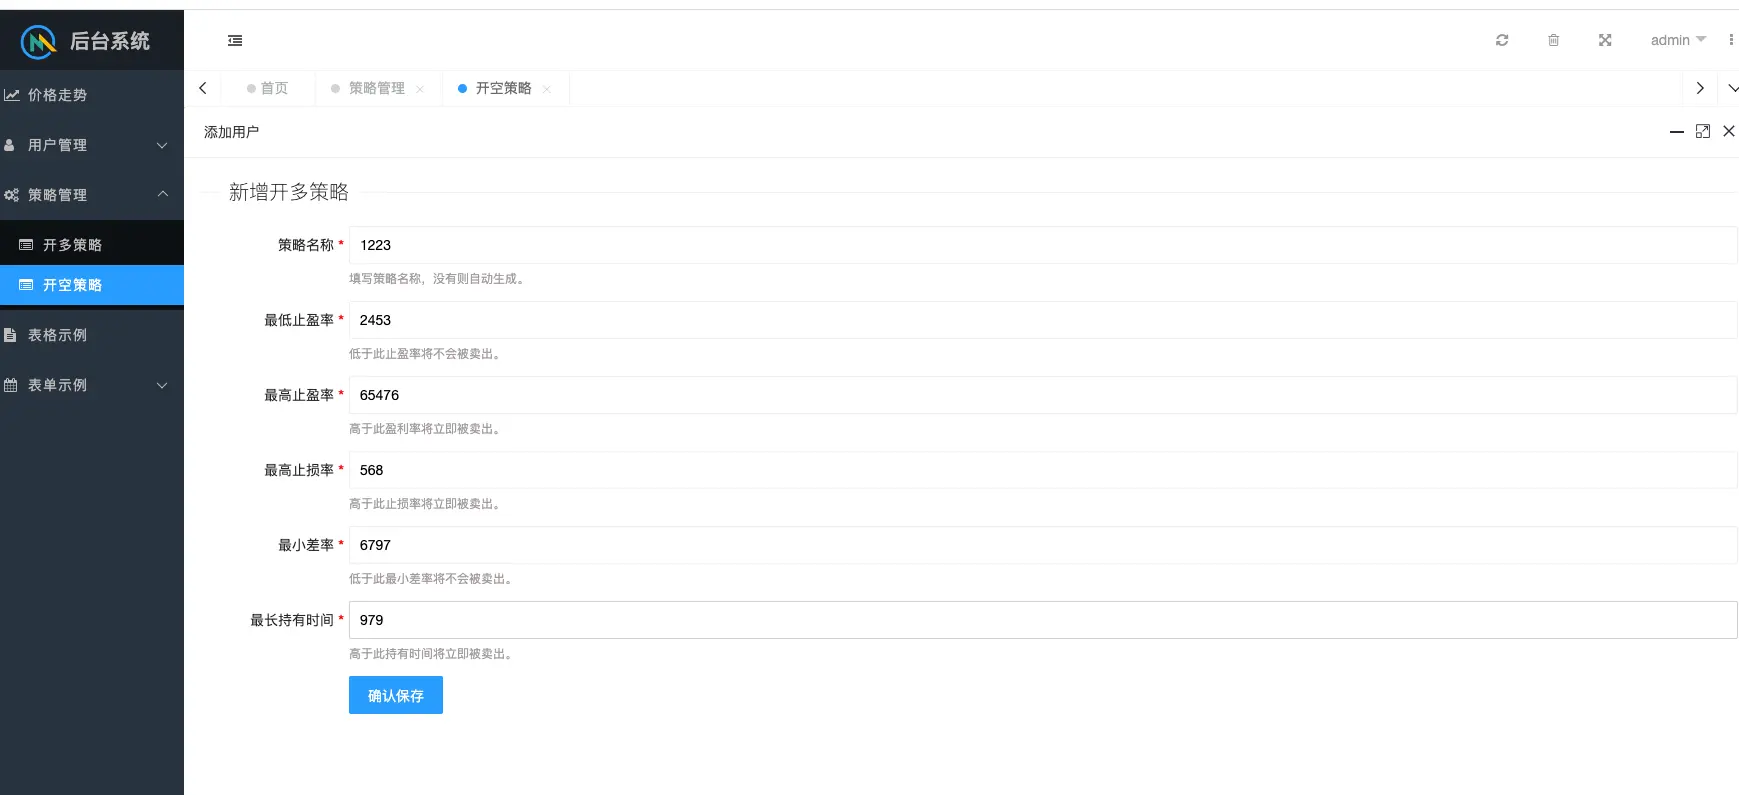 后台系统
admin
价格走势
用户管理
策略管理
开多策略
开空策略
表格示例
表单示例
首页
策略管理
开空策略
添加用户
新增开多策略
策略名称 * 1223
填写策略名称，没有则自动生成。
最低止盈率 * 2453
低于此止盈率将不会被卖出。
最高止盈率 * 65476
高于此盈利率将立即被卖出。
最高止损率 * 568
高于此止损率将立即被卖出。
最小差率 * 6797
低于此最小差率将不会被卖出。
最长持有时间 * 979
高于此持有时间将立即被卖出。
确认保存